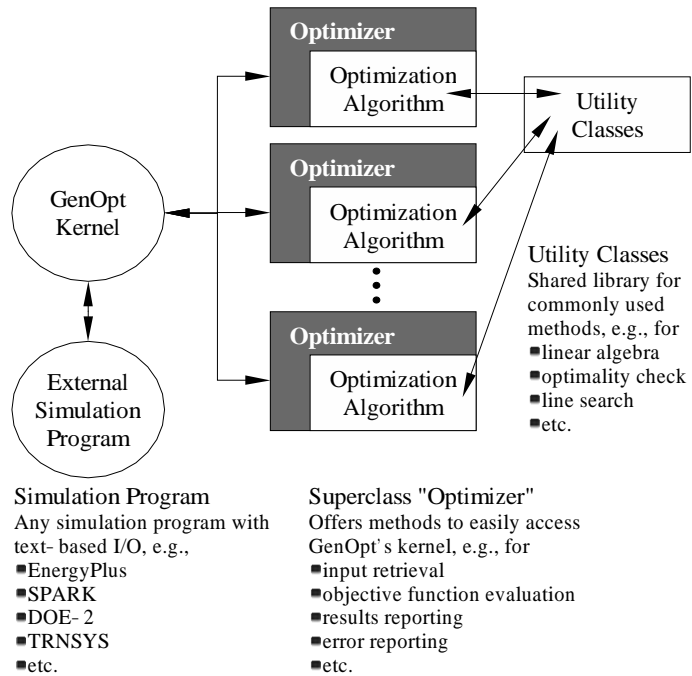 Optimizer
Optimization
Algorithm
Utility
Classes
Optimizer
GenOpt
Kernel
Optimization
Algorithm
Utility Classes
Shared library for
commonly used
methods, e.g., for
■linear algebra
■optimality check
■line search
■etc.
Optimizer
Optimization
Algorithm
External
Simulation
Program
Simulation Program
Any simulation program with
text- based I/O, e.g.,
■EnergyPlus
■SPARK
■DOE- 2
■TRNSYS
■etc.
Superclass "Optimizer"
Offers methods to easily access
GenOpt's kernel, e.g., for
■input retrieval
■objective function evaluation
■results reporting
■error reporting
■etc.